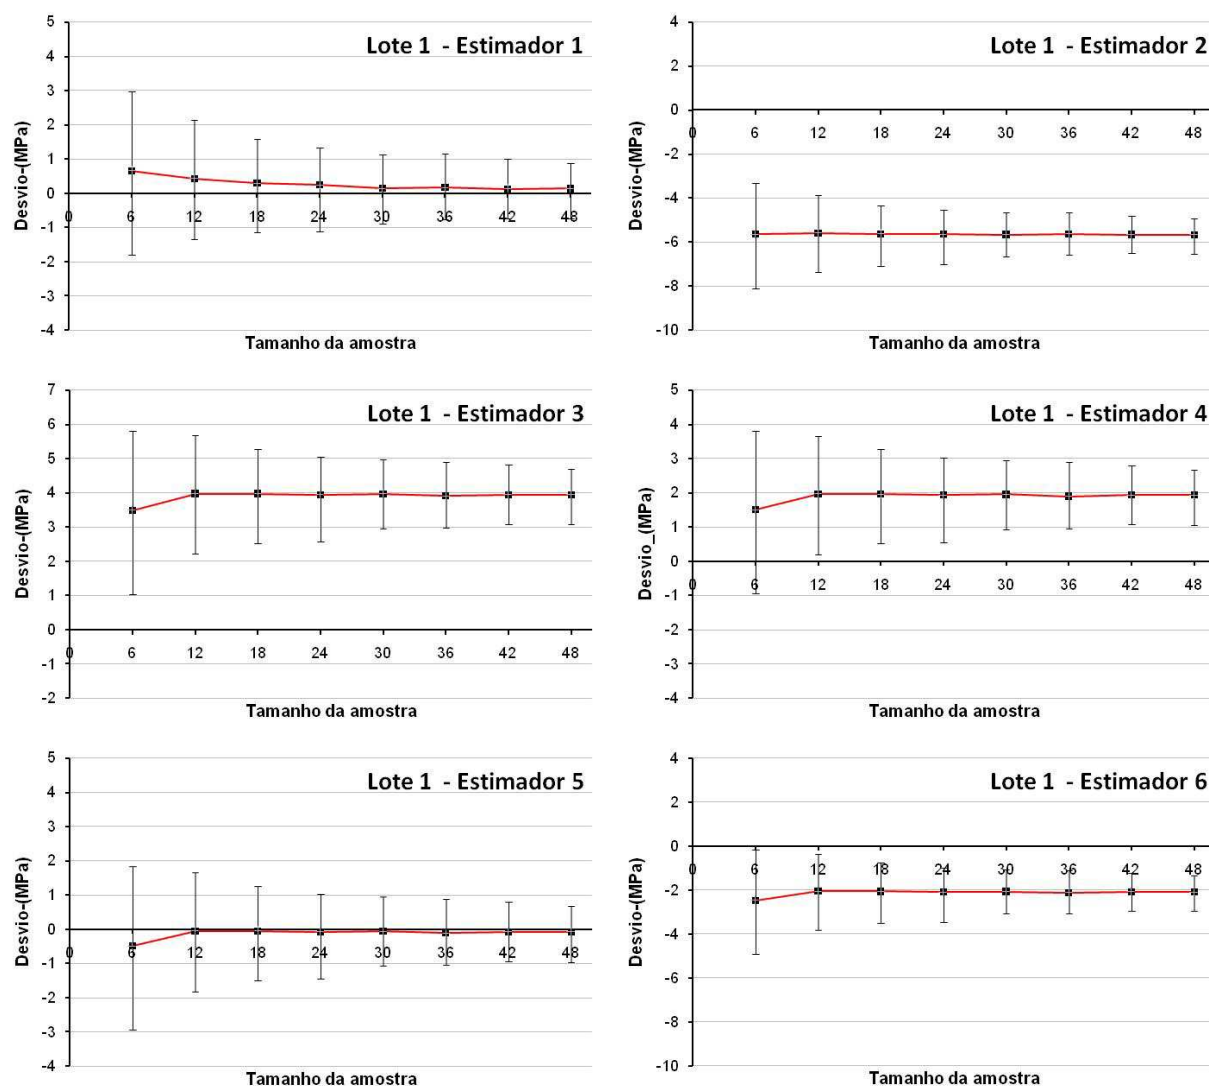 Lote 1 - Estimador 1
5
4
3
2
1
0
-1
-2
-3
-4
Desvio-(MPa)
0 6 12 18 24 30 36 42 48
Tamanho da amostra
Lote 1 - Estimador 2
4
2
0
-2
-4
-6
-8
-10
Desvio-(MPa)
0 6 12 18 24 30 36 42 48
Tamanho da amostra
Lote 1 - Estimador 3
7
6
5
4
3
2
1
0
-1
-2
Desvio-(MPa)
0 6 12 18 24 30 36 42 48
Tamanho da amostra
Lote 1 - Estimador 4
5
4
3
2
1
0
-1
-2
-3
-4
Desvio_(MPa)
0 6 12 18 24 30 36 42 48
Tamanho da amostra
Lote 1 - Estimador 5
5
4
3
2
1
0
-1
-2
-3
-4
Desvio-(MPa)
0 6 12 18 24 30 36 42 48
Tamanho da amostra
Lote 1 - Estimador 6
4
2
0
-2
-4
-6
-8
-10
Desvio-(MPa)
0 6 12 18 24 30 36 42 48
Tamanho da amostra